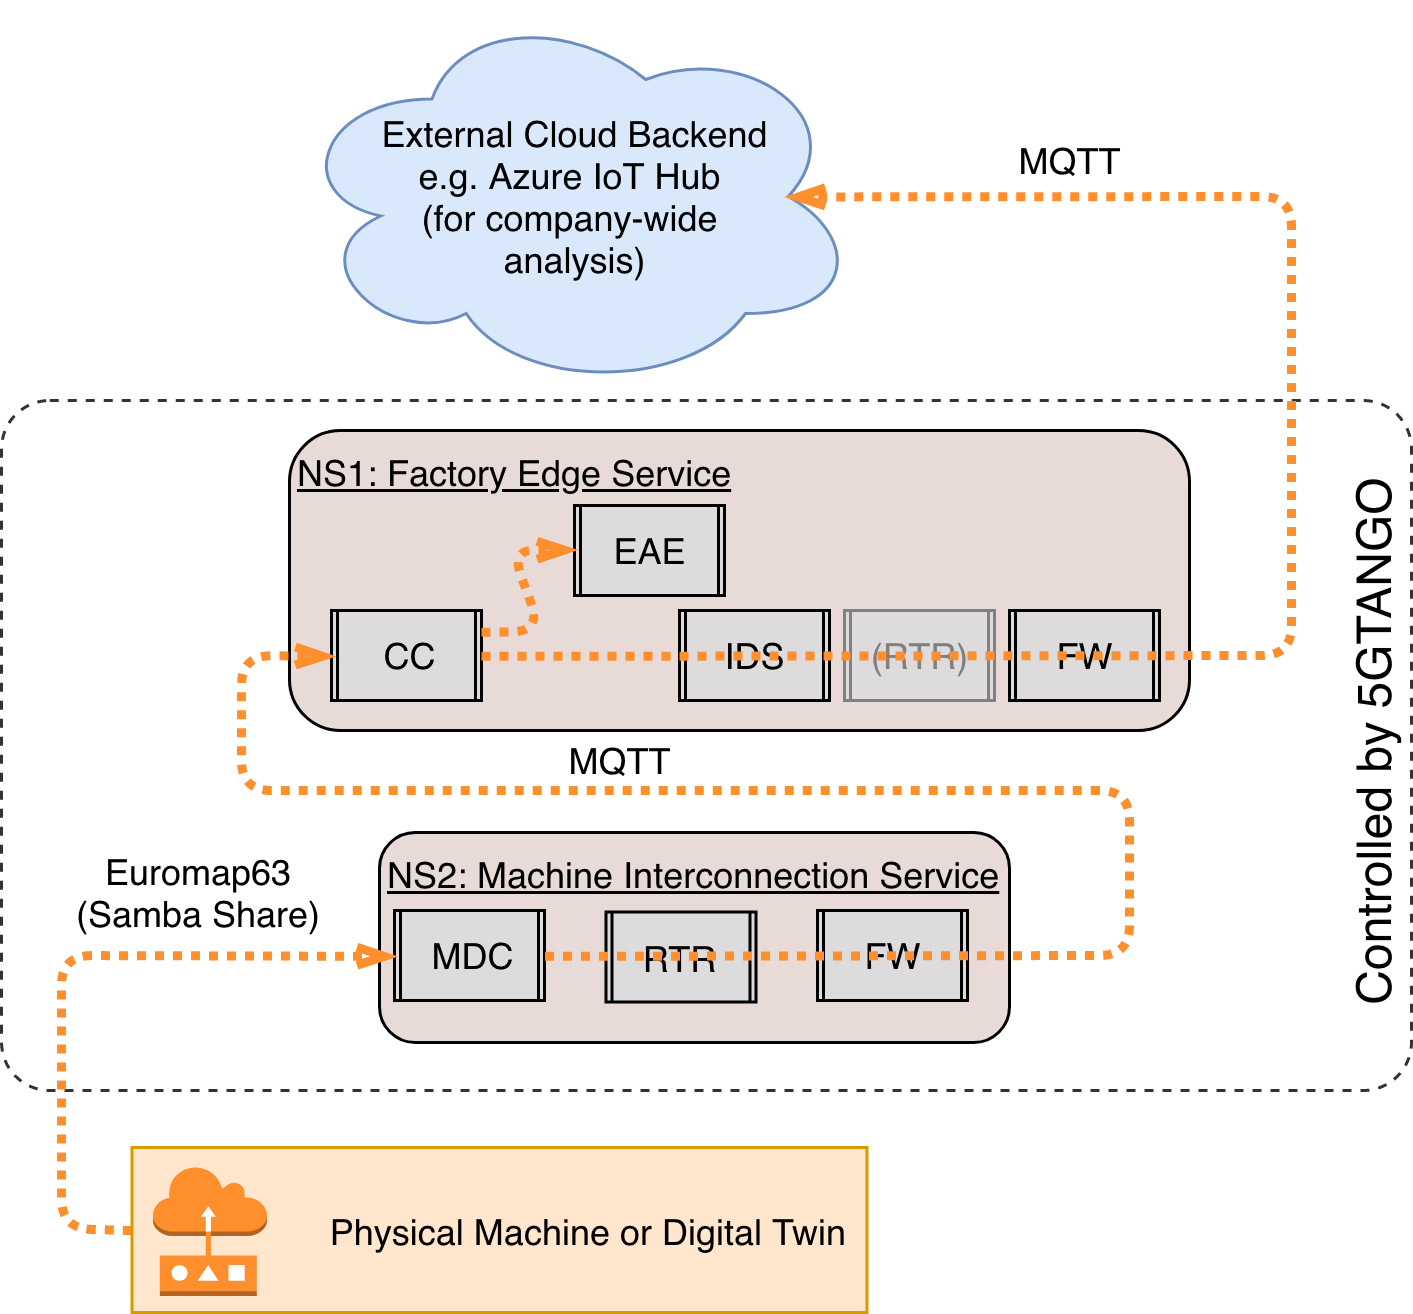 External Cloud Backend
e.g. Azure IoT Hub
(for company-wide
analysis)
MQTT
NS1: Factory Edge Service
EAE
CC
IDS
(RTR)
FW
MQTT
Controlled by 5GTANGO
Euromap63
(Samba Share)
NS2: Machine Interconnection Service
MDC
RTR
FW
Physical Machine or Digital Twin